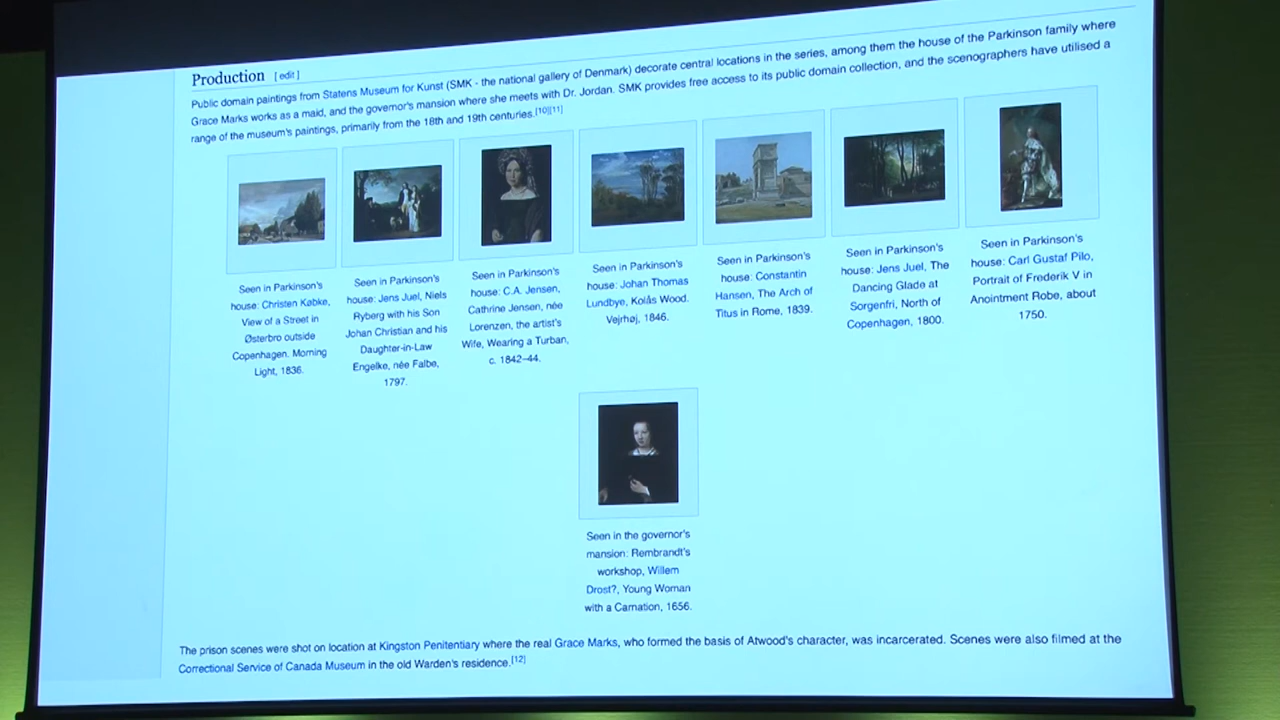 Production [ edit ]
Public domain paintings from Statens Museum for Kunst (SMK - the national gallery of Denmark) decorate central locations in the series, among them the house of the Parkinson family where
Grace Marks works as a maid, and the governor's mansion where she meets with Dr. Jordan. SMK provides free access to its public domain collection, and the scenographers have utilised a
range of the museum's paintings, primarily from the 18th and 19th centuries.[10][11]
Seen in Parkinson's
house: Christen Købke,
View of a Street in
Østerbro outside
Copenhagen. Morning
Light, 1836.
Seen in Parkinson's
house: Jens Juel, Niels
Ryberg with his Son
Johan Christian and his
Daughter-in-Law
Engelke, née Falbe,
1797.
Seen in Parkinson's
house: C.A. Jensen,
Cathrine Jensen, née
Lorenzen, the artist's
Wife, Wearing a Turban,
c. 1842–44.
Seen in Parkinson's
house: Johan Thomas
Lundbye, Kolås Wood.
Vejrhøj, 1846.
Seen in Parkinson's
house: Constantin
Hansen, The Arch of
Titus in Rome, 1839.
Seen in Parkinson's
house: Jens Juel, The
Dancing Glade at
Sorgenfri, North of
Copenhagen, 1800.
Seen in Parkinson's
house: Carl Gustaf Pilo,
Portrait of Frederik V in
Anointment Robe, about
1750.
Seen in the governor's
mansion: Rembrandt's
workshop, Willem
Drost?, Young Woman
with a Carnation, 1656.
The prison scenes were shot on location at Kingston Penitentiary where the real Grace Marks, who formed the basis of Atwood's character, was incarcerated. Scenes were also filmed at the
Correctional Service of Canada Museum in the old Warden's residence.[12]